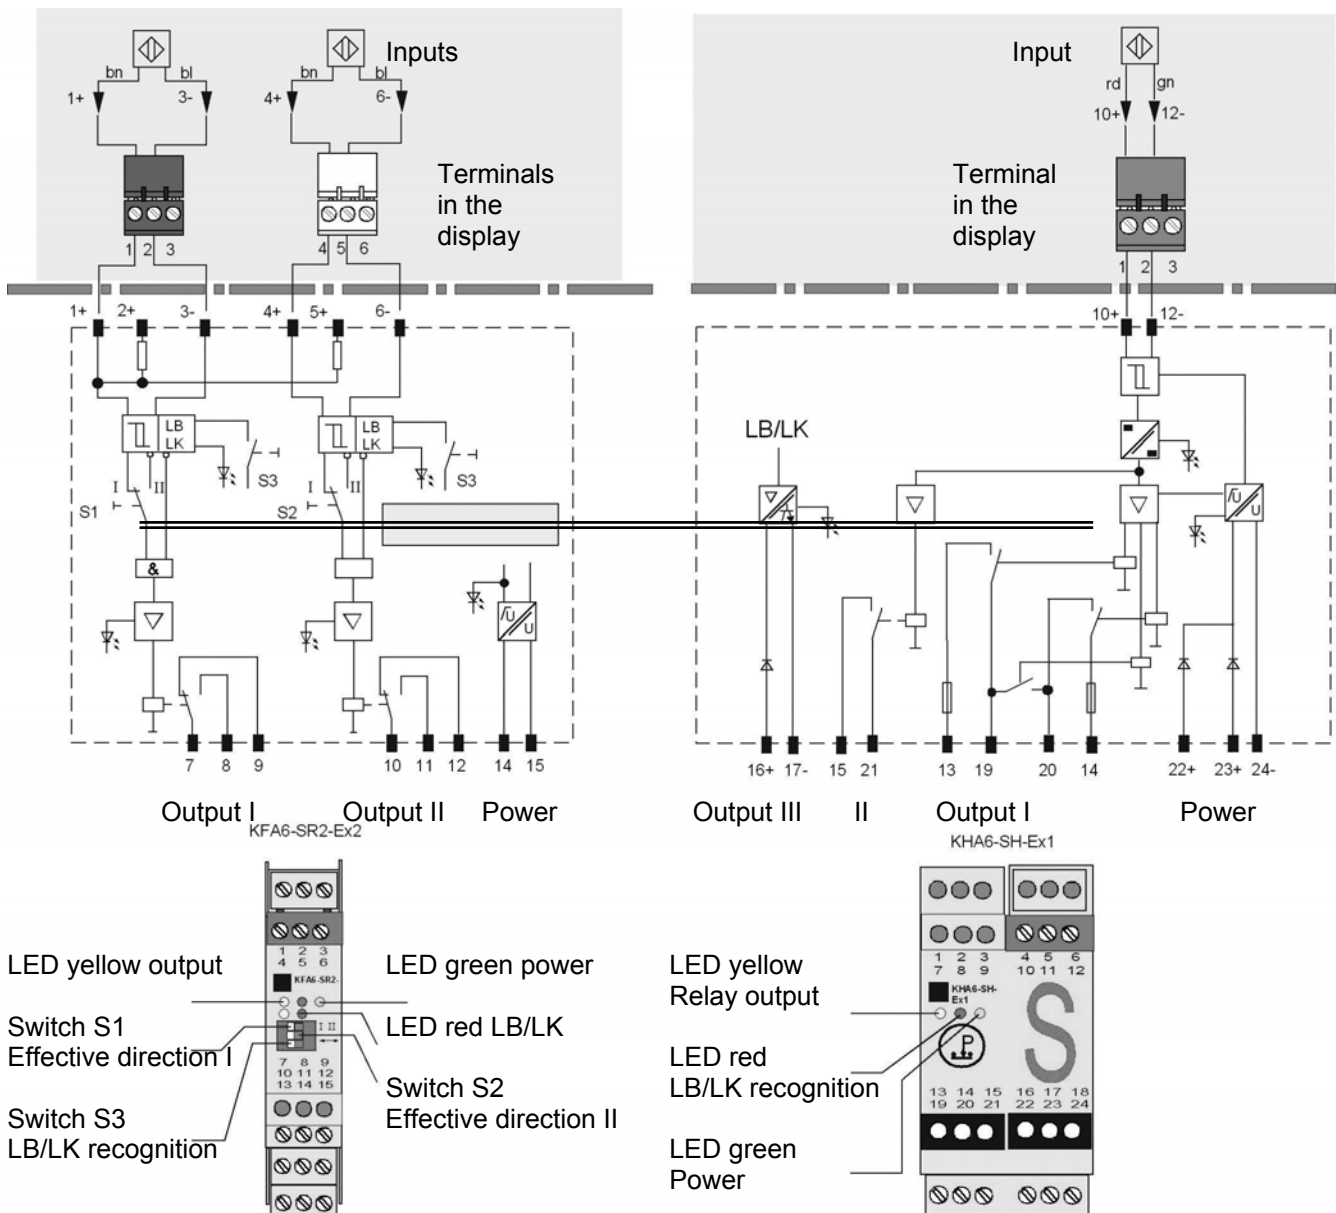 Inputs
bn bl bn bl
1+ 3- 4+ 6-
Terminals
in the
display
1 2 3 4 5 6
1+ 2+ 3- 4+ 5+ 6-
LB
LK
LB
LK
S3 S3
I II I II
S1 S2
&
U
U
7 8 9 10 11 12 14 15
Output I Output II Power
KFA6-SR2-Ex2
1 2 3
4 5 6
KFA6-SR2-
I II
7 8 9
10 11 12
13 14 15
LED yellow output
Switch S1
Effective direction I
Switch S3
LB/LK recognition
LED green power
LED red LB/LK
Switch S2
Effective direction II
Input
rd gn
10+ 12-
Terminal
in the
display
1 2 3
10+ 12-
LB/LK
U
U
16+ 17- 15 21 13 19 20 14 22+ 23+ 24-
Output III II Output I Power
KHA6-SH-Ex1
1 2 3 4 5 6
7 8 9 10 11 12
KHA6-SH-
Ex1
S
P
13 14 15 16 17 18
19 20 21 22 23 24
LED yellow
Relay output
LED red
LB/LK recognition
LED green
Power